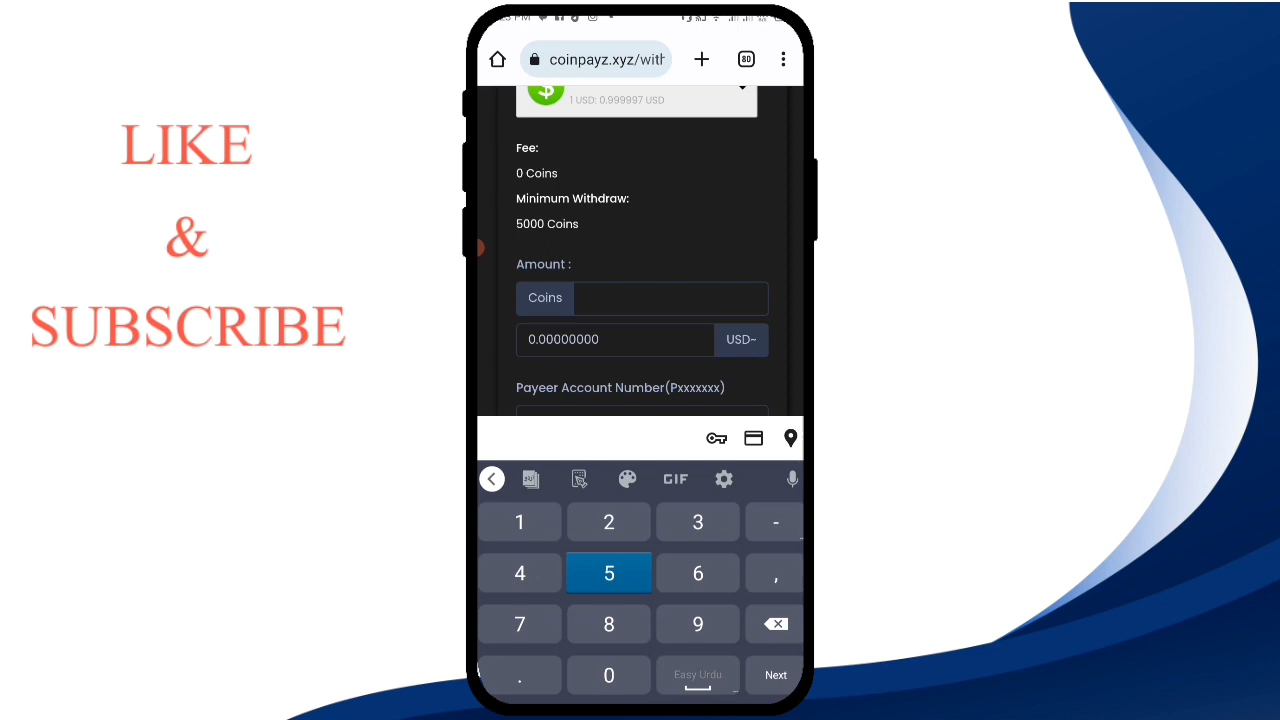 LIKE
&
SUBSCRIBE
coinpayz.xyz/with
80
1 USD: 0.999997 USD
Fee:
0 Coins
Minimum Withdraw:
5000 Coins
Amount :
Coins
0.00000000 USD~
Payeer Account Number(Pxxxxxxx)
GIF
1 2 3 -
4 5 6 ,
7 8 9
. 0 Easy Urdu Next